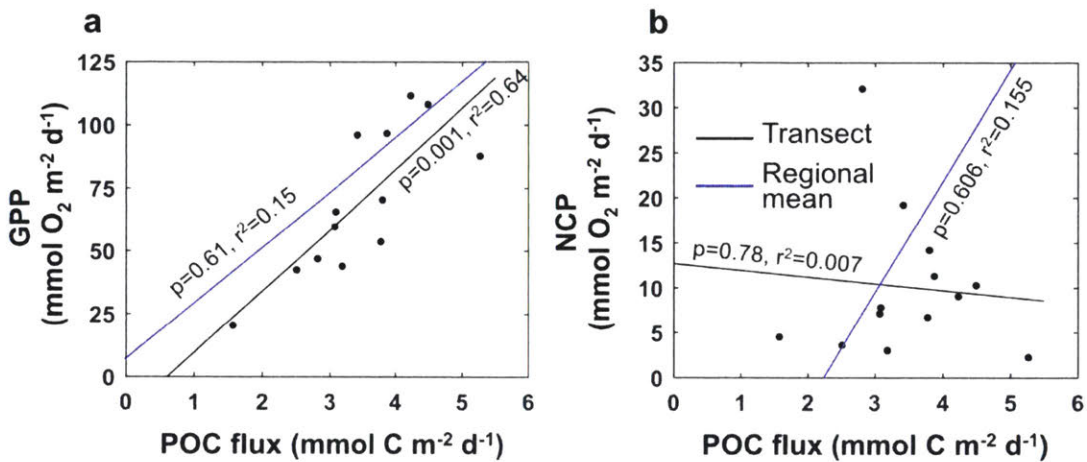 a
GPP
(mmol O₂ m⁻² d⁻¹)
125
100
75
50
25
0
p=0.61, r²=0.15
p=0.001, r²=0.64
0 1 2 3 4 5 6
POC flux (mmol C m⁻² d⁻¹)
b
NCP
(mmol O₂ m⁻² d⁻¹)
35
30
25
20
15
10
5
0
Transect
Regional
mean
p=0.606, r²=0.155
p=0.78, r²=0.007
0 1 2 3 4 5 6
POC flux (mmol C m⁻² d⁻¹)